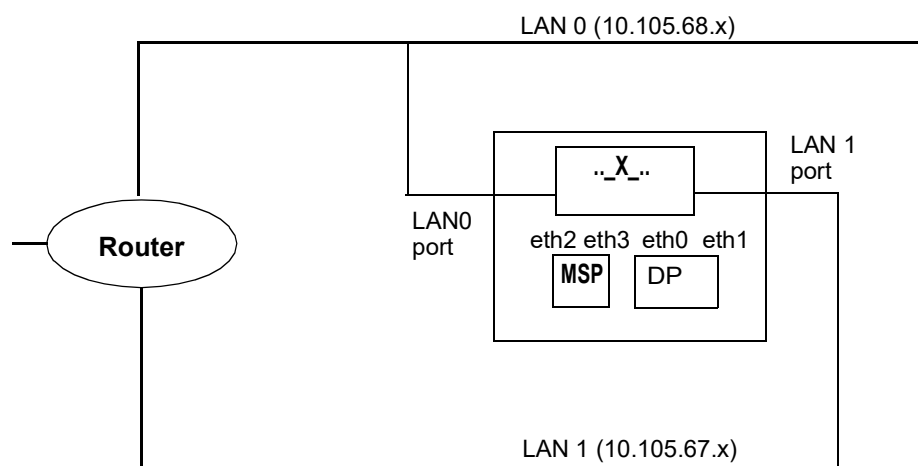 LAN 0 (10.105.68.x)
LAN 1
port
.._X_..
LAN0
port
eth2 eth3 eth0 eth1
Router
MSP
DP
LAN 1 (10.105.67.x)